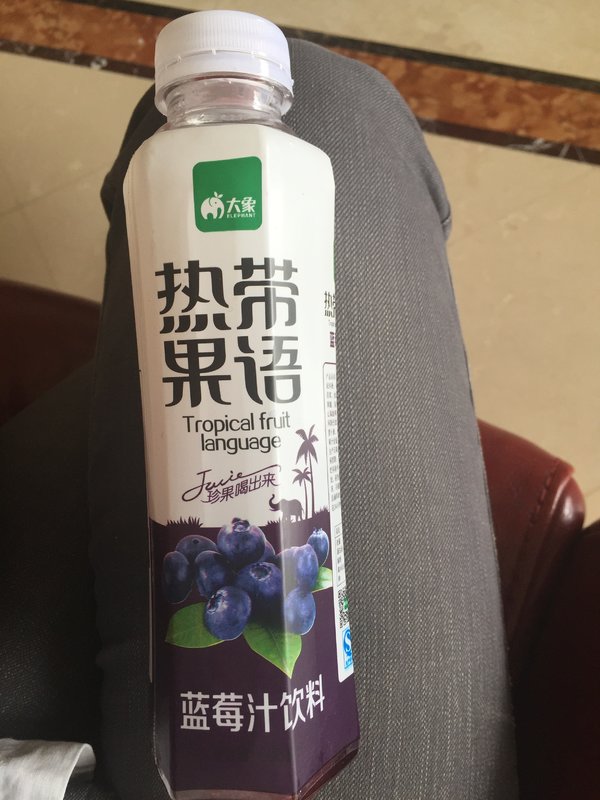 大象
ELEPHANT
热带
果语
Tropical fruit
language
Jucie
珍果喝出来
蓝莓汁饮料